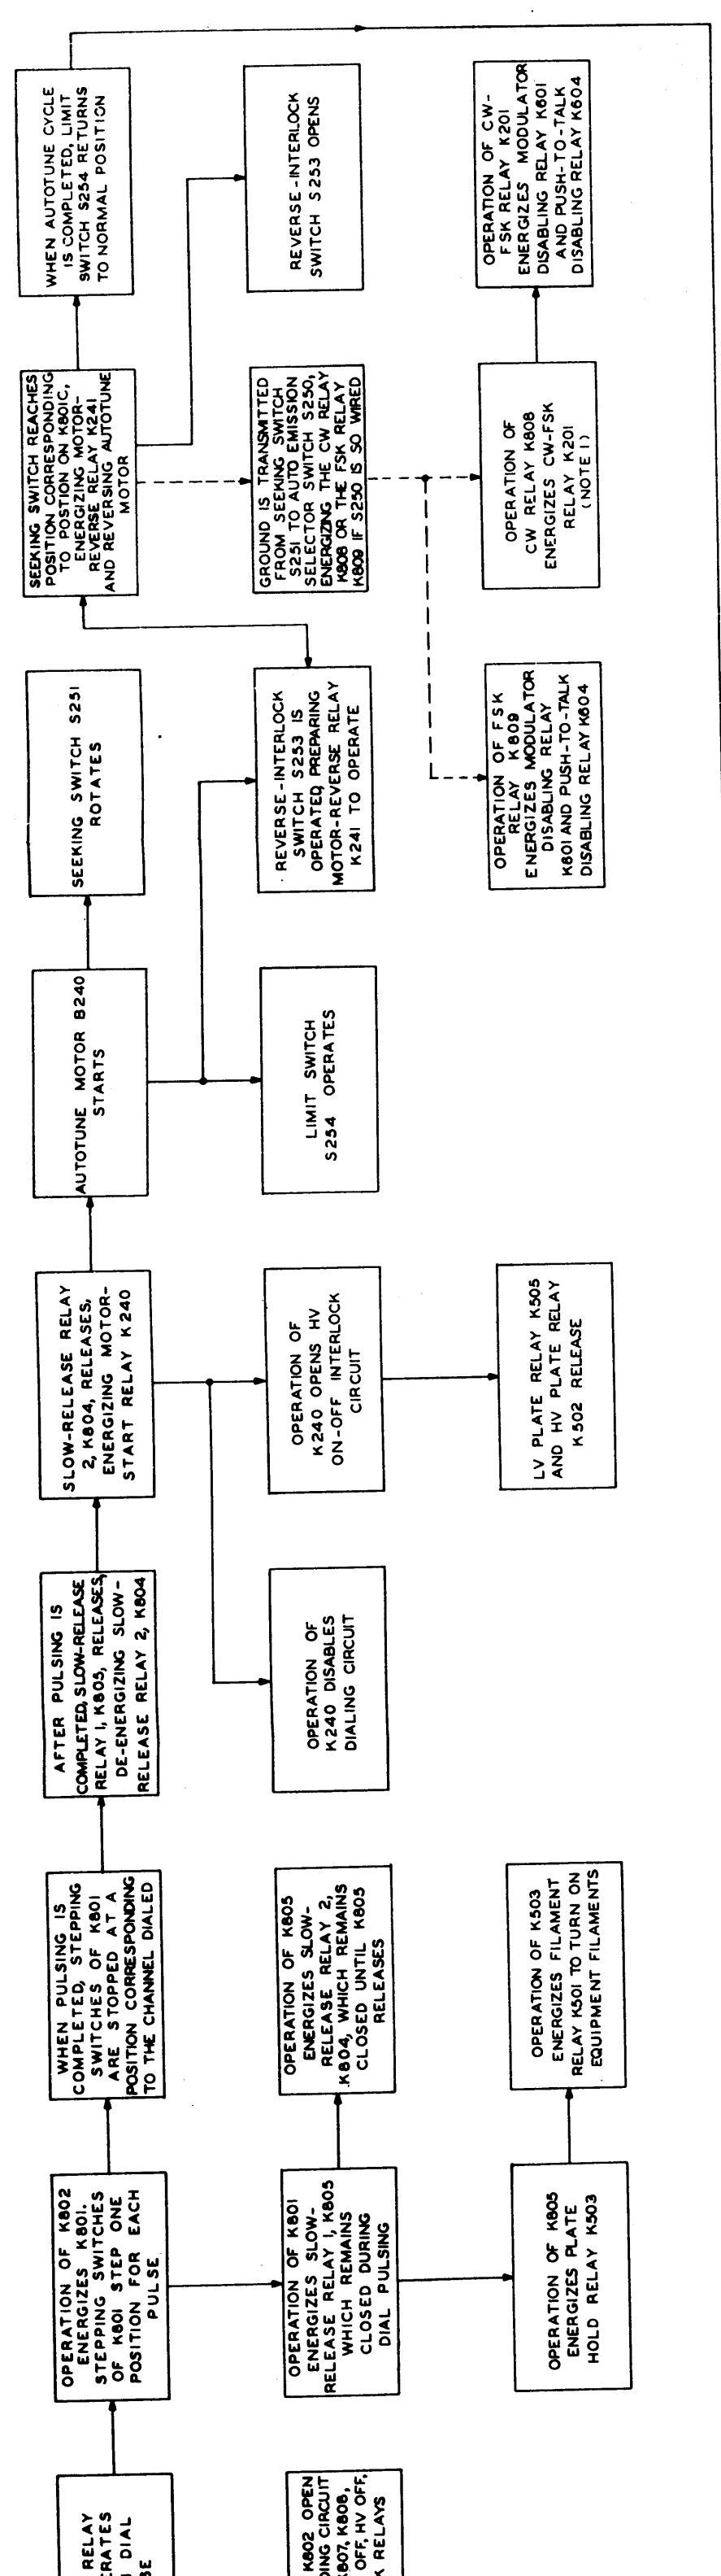 RELAY
DIAL
K802 OPEN
K807, K808,
OFF, HV OFF,
RELAYS
OPERATION OF K802
ENERGIZES K801.
STEPPING SWITCHES
OF K801 STEP ONE
POSITION FOR EACH
PULSE
OPERATION OF K801
ENERGIZES SLOW-
RELEASE RELAY 1, K805
WHICH REMAINS
CLOSED DURING
DIAL PULSING
OPERATION OF K805
ENERGIZES PLATE
HOLD RELAY K503
WHEN PULSING IS
COMPLETED, STEPPING
SWITCHES OF K801
ARE STOPPED AT A
POSITION CORRESPONDING
TO THE CHANNEL DIALED
OPERATION OF K805
ENERGIZES SLOW-
RELEASE RELAY 2,
K804, WHICH REMAINS
CLOSED UNTIL K805
RELEASES
OPERATION OF K503
ENERGIZES FILAMENT
RELAY K501 TO TURN ON
EQUIPMENT FILAMENTS
AFTER PULSING IS
COMPLETED, SLOW-RELEASE
RELAY 1, K805, RELEASES,
DE-ENERGIZING SLOW-
RELEASE RELAY 2, K804
OPERATION OF
K240 DISABLES
DIALING CIRCUIT
SLOW-RELEASE RELAY
2, K804, RELEASES,
ENERGIZING MOTOR-
START RELAY K240
OPERATION OF
K240 OPENS HV
ON-OFF INTERLOCK
CIRCUIT
LV PLATE RELAY K505
AND HV PLATE RELAY
K502 RELEASE
AUTOTUNE MOTOR B240
STARTS
LIMIT SWITCH
S254 OPERATES
SEEKING SWITCH S251
ROTATES
REVERSE-INTERLOCK
SWITCH S253 IS
OPERATED, PREPARING
MOTOR-REVERSE RELAY
K241 TO OPERATE
OPERATION OF FSK
RELAY K809
ENERGIZES MODULATOR
DISABLING RELAY
K601 AND PUSH-TO-TALK
DISABLING RELAY K604
SEEKING SWITCH REACHES
POSITION CORRESPONDING
TO POSTION ON K801C,
ENERGIZING MOTOR-
REVERSE RELAY K241
AND REVERSING AUTOTUNE
MOTOR
GROUND IS TRANSMITTED
FROM SEEKING SWITCH
S251 TO AUTO EMISSION
SELECTOR SWITCH S250,
ENERGIZING THE CW RELAY
K808 OR THE FSK RELAY
K809 IF S250 IS SO WIRED
OPERATION OF
CW RELAY K808
ENERGIZES CW-FSK
RELAY K201
(NOTE 1)
WHEN AUTOTUNE CYCLE
IS COMPLETED, LIMIT
SWITCH S254 RETURNS
TO NORMAL POSITION
REVERSE-INTERLOCK
SWITCH S253 OPENS
OPERATION OF CW-
FSK RELAY K201
ENERGIZES MODULATOR
DISABLING RELAY K601
AND PUSH-TO-TALK
DISABLING RELAY K604